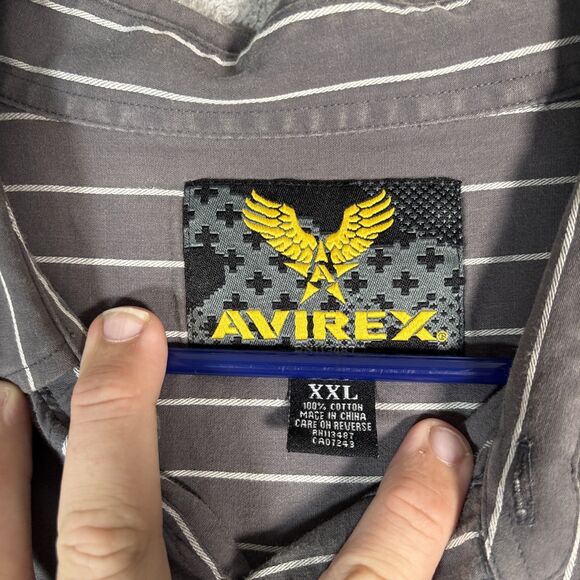 A
AVIREX®
XXL
100% COTTON
MADE IN CHINA
CARE ON REVERSE
RN113487
CA07243